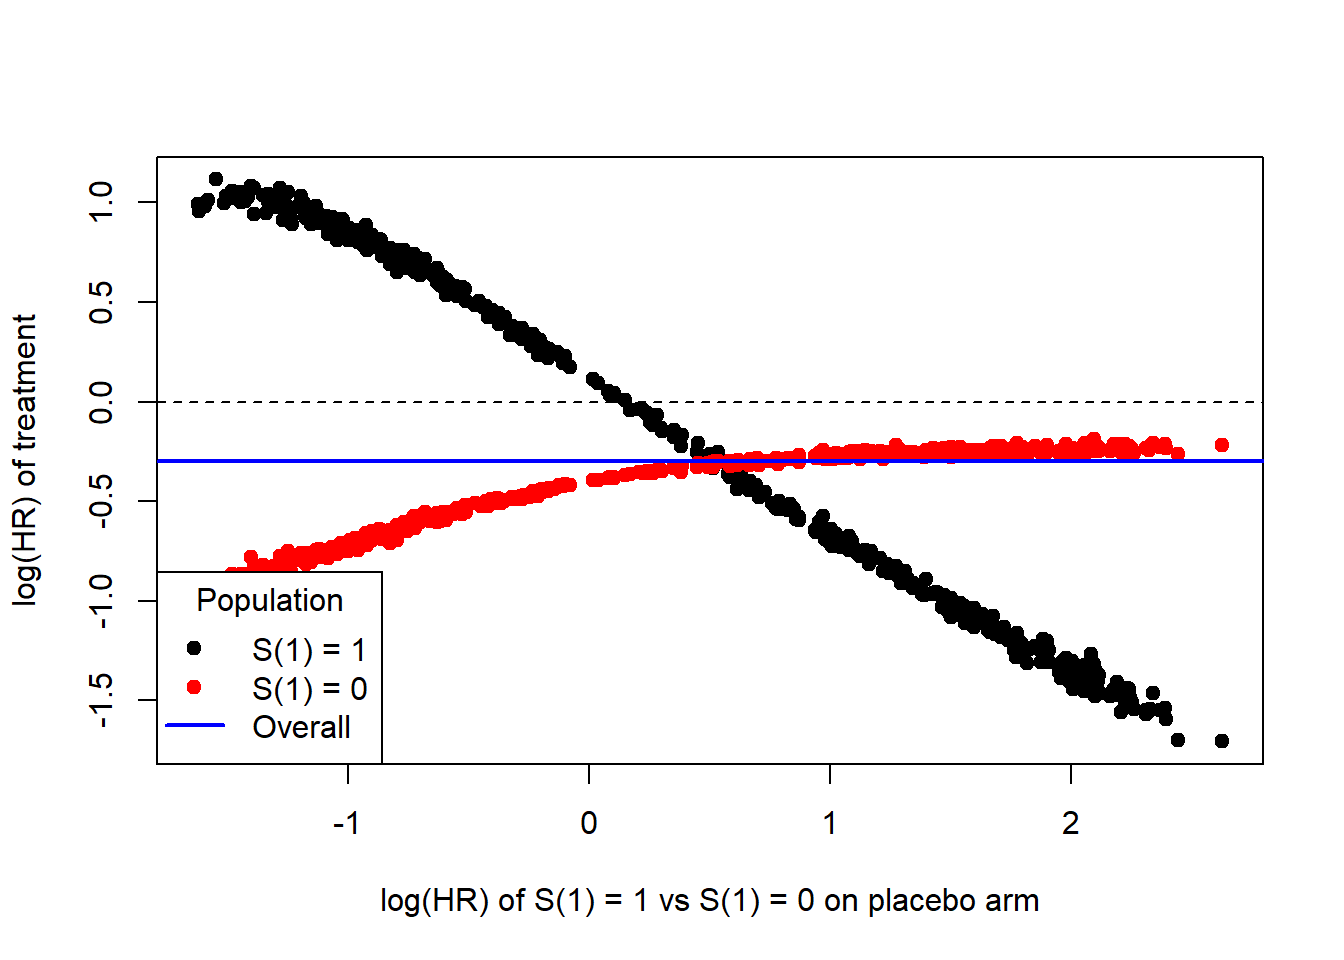 log(HR) of treatment
1.0
0.5
0.0
-0.5
-1.0
-1.5
Population
S(1) = 1
S(1) = 0
Overall
-1 0 1 2
log(HR) of S(1) = 1 vs S(1) = 0 on placebo arm